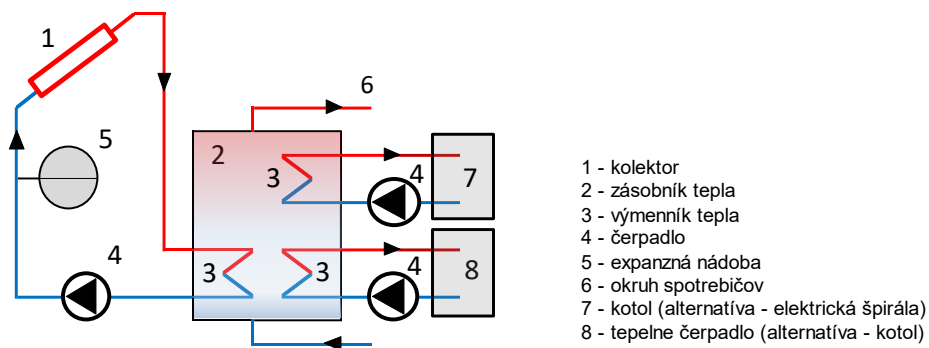 1
6
5
2
4
3
7
4
4
3
3
8
1 - kolektor
2 - zásobník tepla
3 - výmenník tepla
4 - čerpadlo
5 - expanzná nádoba
6 - okruh spotrebičov
7 - kotol (alternatíva - elektrická špirála)
8 - tepelne čerpadlo (alternatíva - kotol)